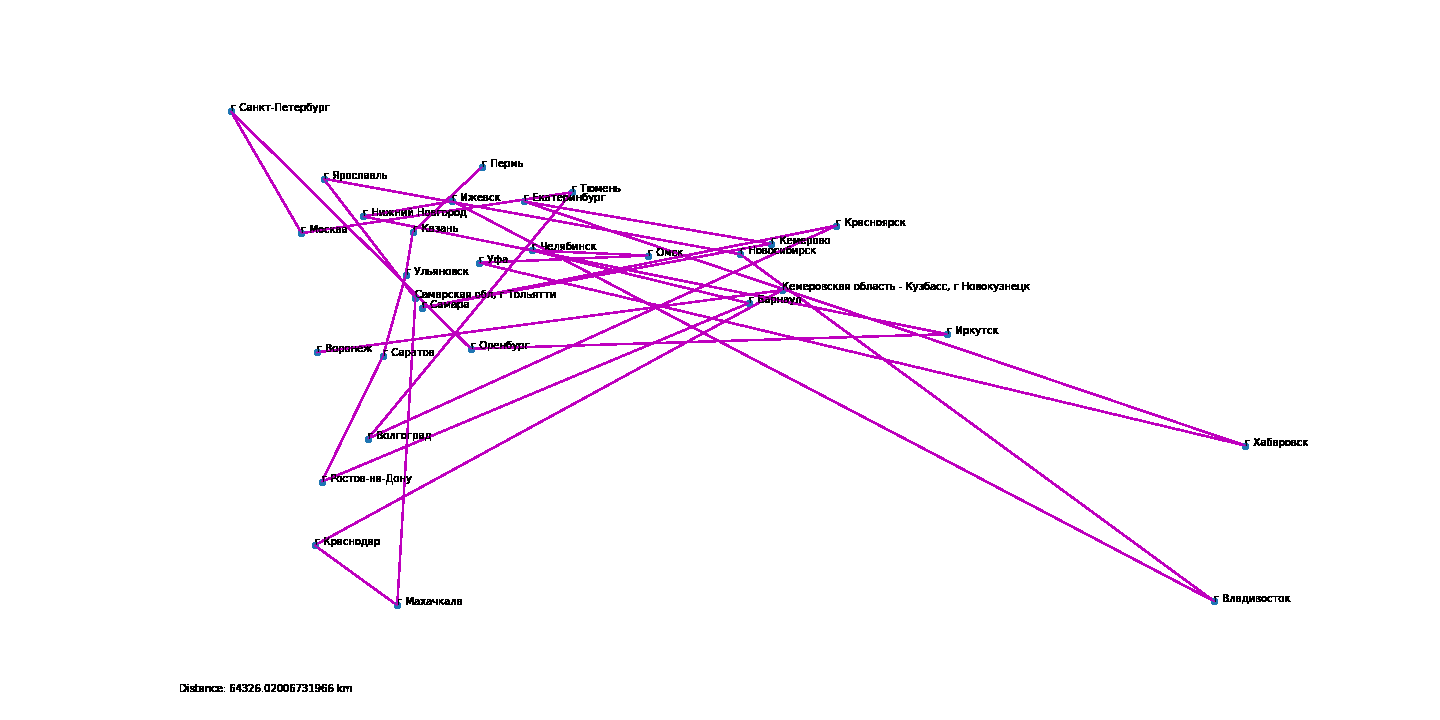 г Санкт-Петербург
г Пермь
г Ярославль
г Тюмень
г Ижевск
г Екатеринбург
г Нижний Новгород
г Красноярск
г Москва
г Казань
г Кемерово
г Челябинск
г Новосибирск
г Омск
г Уфа
г Ульяновск
Кемеровская область - Кузбасс, г Новокузнецк
Самарская обл, г Тольятти
г Барнаул
г Самара
г Иркутск
г Оренбург
г Воронеж
г Саратов
г Волгоград
г Хабаровск
г Ростов-на-Дону
г Краснодар
г Владивосток
г Махачкала
Distance: 64326.02006731966 km